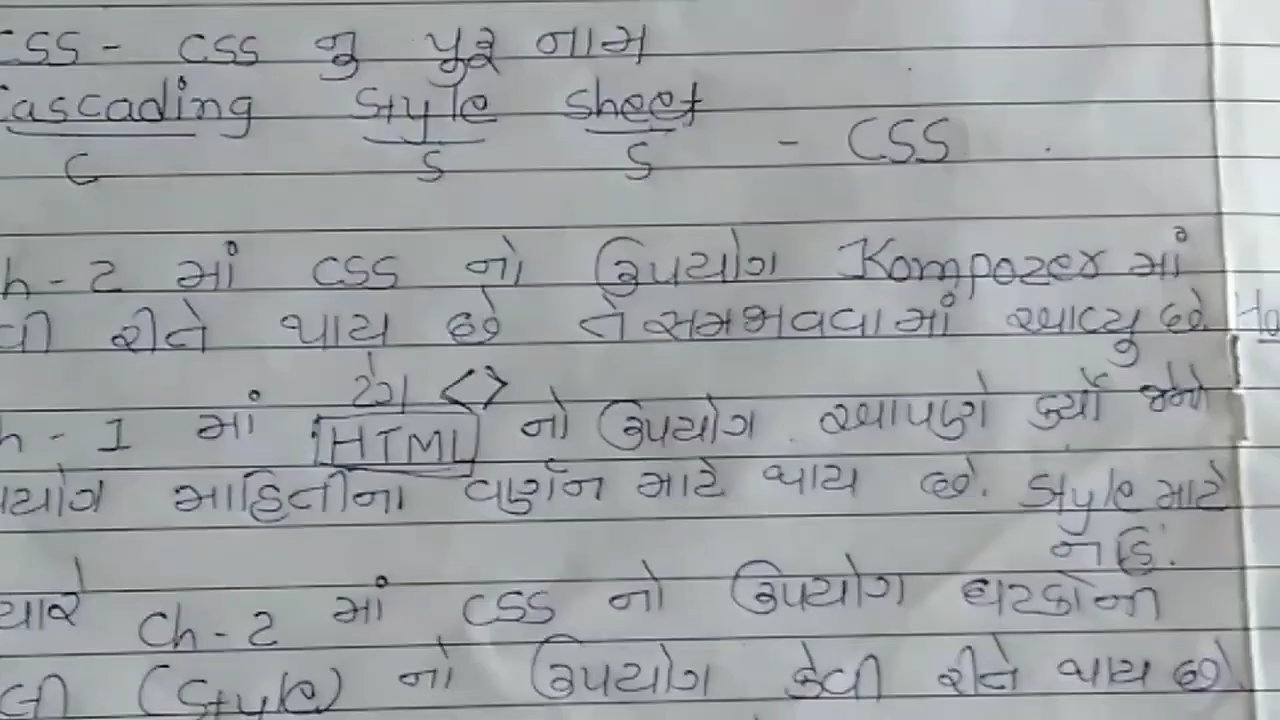 CSS - CSS નુ પુરૂ નામ
Cascading Style Sheet
C S S - CSS
Ch - 2 માં CSS નો ઉપયોગ Kompozer માં
રીતે થાય છે તે સમજાવવામાં આવ્યુ છે.
ટેગ <>
Ch - 1 માં HTML નો ઉપયોગ આપણે કર્યો જેનો
ઉપયોગ માહિતીના વર્ણન માટે થાય છે. Style માટે
નહિ.
ત્યારે Ch - 2 માં CSS નો ઉપયોગ ઘટકોની
(Style) નો ઉપયોગ કેવી રીતે થાય છે